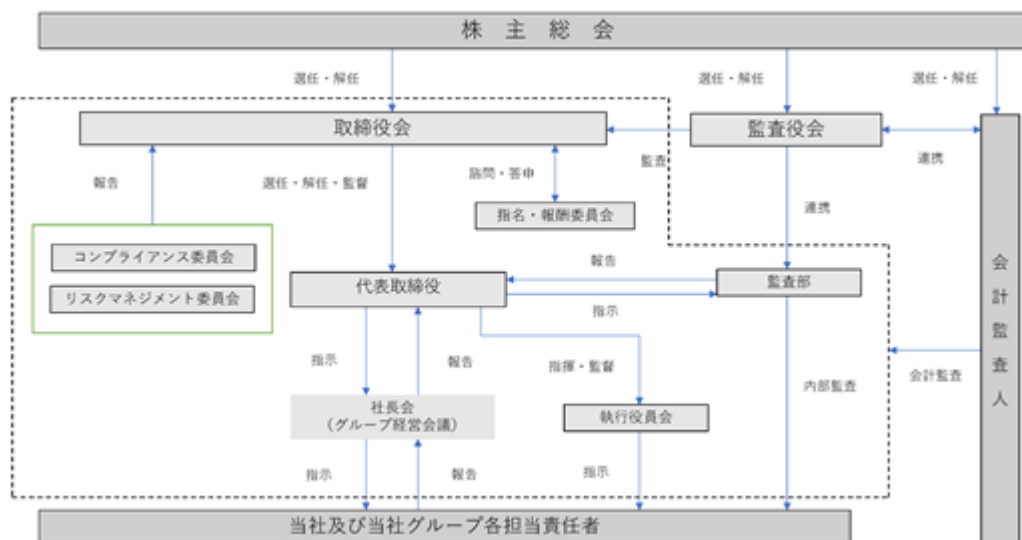 株主総会
選任・解任
選任・解任
選任・解任
取締役会
監査役会
監査
連携
報告
選任・解任・監督
諮問・答申
指名・報酬委員会
連携
コンプライアンス委員会
リスクマネジメント委員会
代表取締役
報告
監査部
指示
会計監査人
指示
報告
指揮・監督
内部監査
会計監査
社長会
（グループ経営会議）
執行役員会
指示
報告
指示
当社及び当社グループ各担当責任者